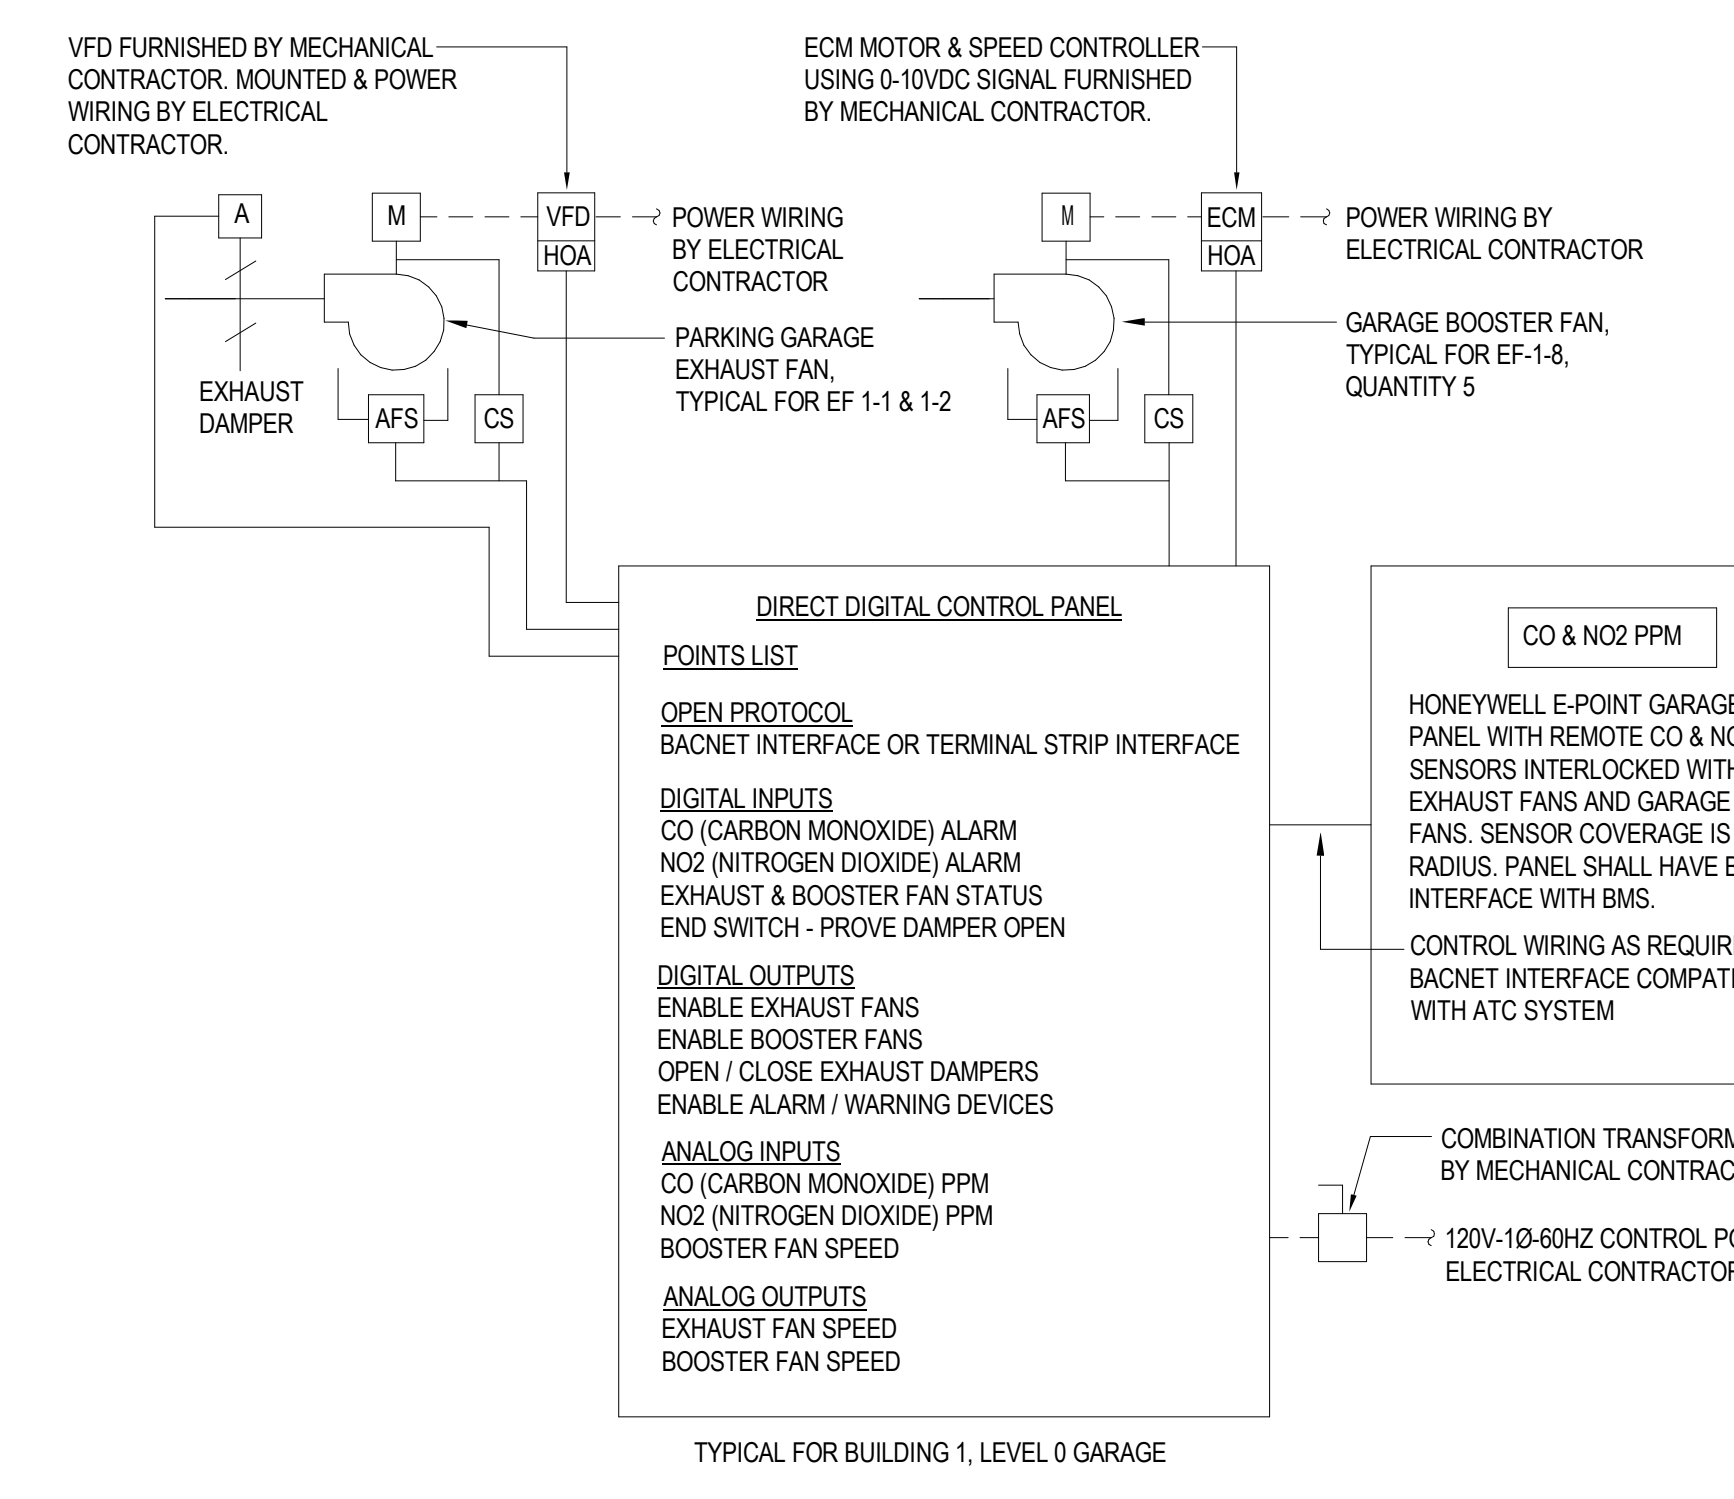 VFD FURNISHED BY MECHANICAL
CONTRACTOR. MOUNTED & POWER
WIRING BY ELECTRICAL
CONTRACTOR.
ECM MOTOR & SPEED CONTROLLER
USING 0-10VDC SIGNAL FURNISHED
BY MECHANICAL CONTRACTOR.
A
M
VFD
HOA
POWER WIRING
BY ELECTRICAL
CONTRACTOR
PARKING GARAGE
EXHAUST FAN,
TYPICAL FOR EF 1-1 & 1-2
EXHAUST
DAMPER
AFS
CS
M
ECM
HOA
POWER WIRING BY
ELECTRICAL CONTRACTOR
GARAGE BOOSTER FAN,
TYPICAL FOR EF-1-8,
QUANTITY 5
AFS
CS
DIRECT DIGITAL CONTROL PANEL
POINTS LIST
OPEN PROTOCOL
BACNET INTERFACE OR TERMINAL STRIP INTERFACE
DIGITAL INPUTS
CO (CARBON MONOXIDE) ALARM
NO2 (NITROGEN DIOXIDE) ALARM
EXHAUST & BOOSTER FAN STATUS
END SWITCH - PROVE DAMPER OPEN
DIGITAL OUTPUTS
ENABLE EXHAUST FANS
ENABLE BOOSTER FANS
OPEN / CLOSE EXHAUST DAMPERS
ENABLE ALARM / WARNING DEVICES
ANALOG INPUTS
CO (CARBON MONOXIDE) PPM
NO2 (NITROGEN DIOXIDE) PPM
BOOSTER FAN SPEED
ANALOG OUTPUTS
EXHAUST FAN SPEED
BOOSTER FAN SPEED
CO & NO2 PPM
HONEYWELL E-POINT GARAGE
PANEL WITH REMOTE CO &
SENSORS INTERLOCKED WITH
EXHAUST FANS AND GARAGE
FANS. SENSOR COVERAGE IS
RADIUS. PANEL SHALL HAVE
INTERFACE WITH BMS.
CONTROL WIRING AS
BACNET INTERFACE
WITH ATC SYSTEM
COMBINATION
BY MECHANICAL
120V-1Ø-60HZ CONTROL
ELECTRICAL CONTRACTOR
TYPICAL FOR BUILDING 1, LEVEL 0 GARAGE